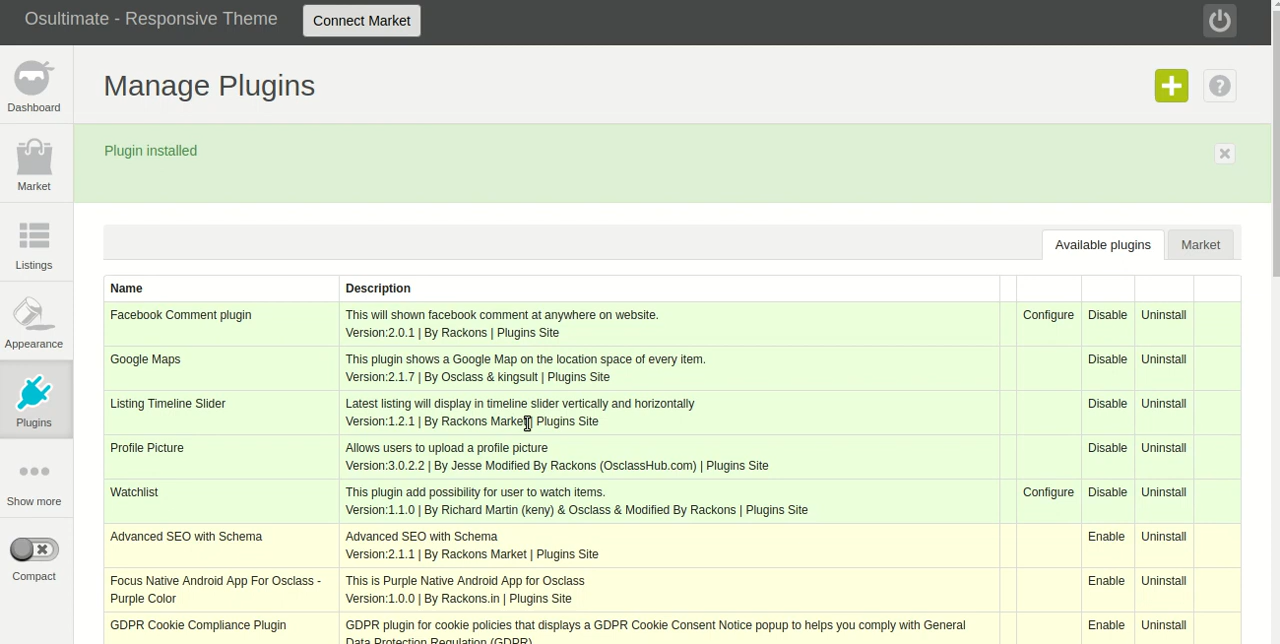 Osultimate - Responsive Theme
Connect Market
Manage Plugins
Dashboard
Market
Listings
Appearance
Plugins
Show more
Compact
Plugin installed
Available plugins
Market
Name
Description
Facebook Comment plugin
This will shown facebook comment at anywhere on website.
Version:2.0.1 | By Rackons | Plugins Site
Configure
Disable
Uninstall
Google Maps
This plugin shows a Google Map on the location space of every item.
Version:2.1.7 | By Osclass & kingsult | Plugins Site
Disable
Uninstall
Listing Timeline Slider
Latest listing will display in timeline slider vertically and horizontally
Version:1.2.1 | By Rackons Market | Plugins Site
Disable
Uninstall
Profile Picture
Allows users to upload a profile picture
Version:3.0.2.2 | By Jesse Modified By Rackons (OsclassHub.com) | Plugins Site
Disable
Uninstall
Watchlist
This plugin add possibility for user to watch items.
Version:1.1.0 | By Richard Martin (keny) & Osclass & Modified By Rackons | Plugins Site
Configure
Disable
Uninstall
Advanced SEO with Schema
Advanced SEO with Schema
Version:2.1.1 | By Rackons Market | Plugins Site
Enable
Uninstall
Focus Native Android App For Osclass -
Purple Color
This is Purple Native Android App for Osclass
Version:1.0.0 | By Rackons.in | Plugins Site
Enable
Uninstall
GDPR Cookie Compliance Plugin
GDPR plugin for cookie policies that displays a GDPR Cookie Consent Notice popup to helps you comply with General
Data Protection Regulation (GDPR)
Enable
Uninstall